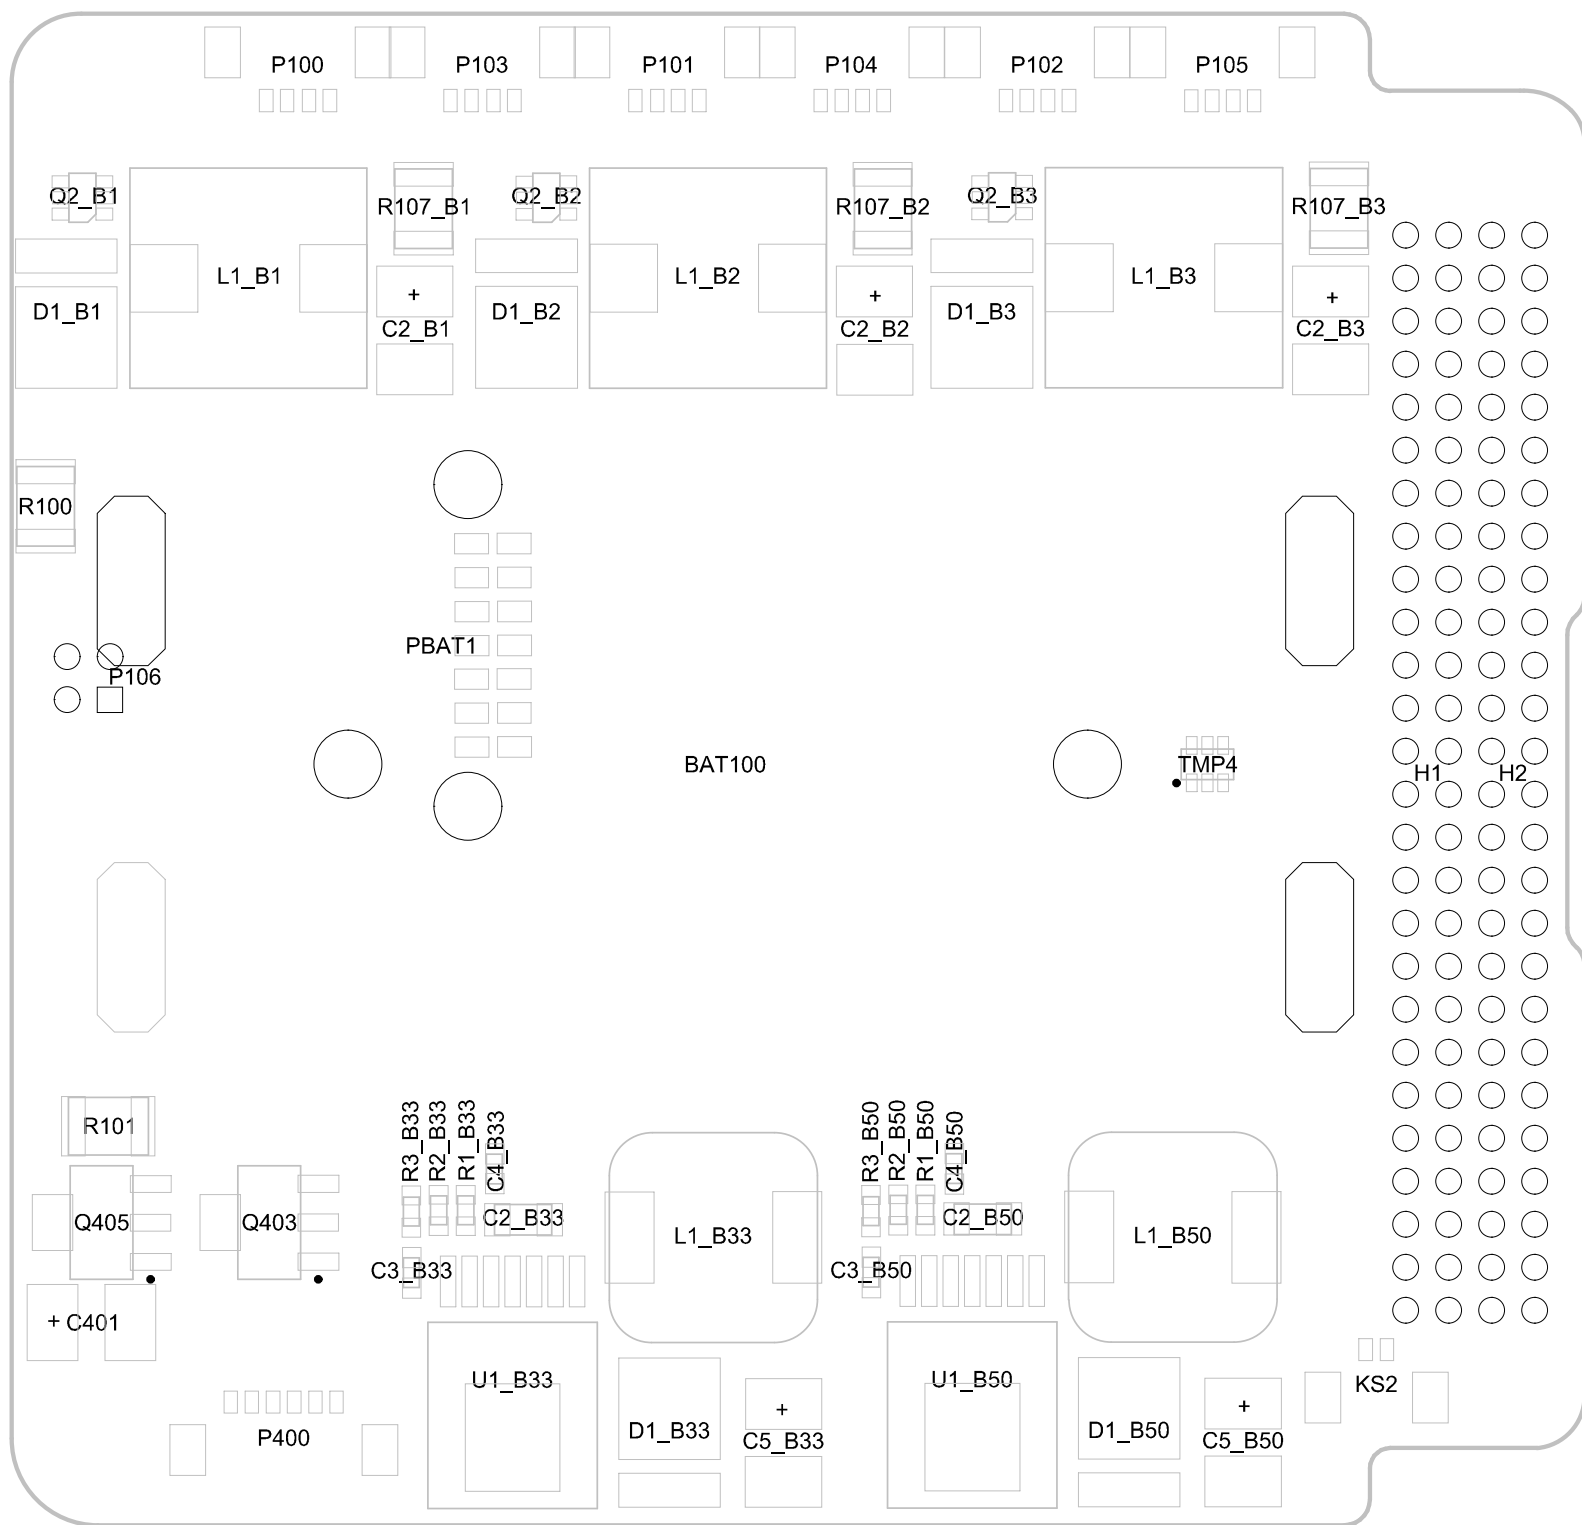 P100 P103 P101 P104 P102 P105
Q2_B1 R107_B1 Q2_B2 R107_B2 Q2_B3 R107_B3
L1_B1 L1_B2 L1_B3
+ + +
D1_B1 C2_B1 D1_B2 C2_B2 D1_B3 C2_B3
R100
PBAT1
P106
BAT100 TMP4 H1 H2
R101 R3_B33 R2_B33 R1_B33 C4_B33 R3_B50 R2_B50 R1_B50 C4_B50
Q405 Q403 C2_B33 L1_B33 C2_B50 L1_B50
C3_B33 C3_B50
+ C401
U1_B33 U1_B50 KS2
+ +
P400 D1_B33 C5_B33 D1_B50 C5_B50